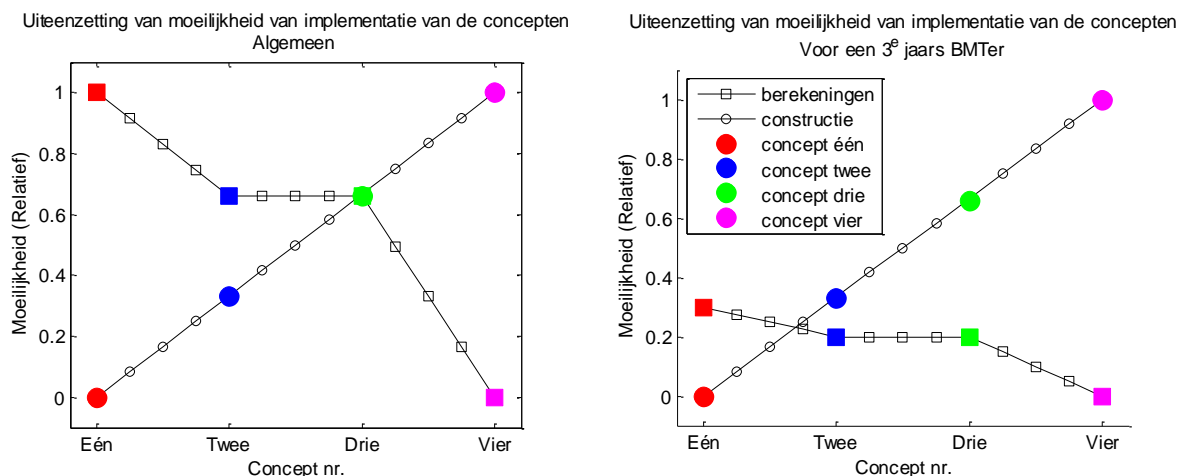 Uiteenzetting van moeilijkheid van implementatie van de concepten
Algemeen
1
0.8
0.6
0.4
0.2
0
Moeilijkheid (Relatief)
Eén
Twee
Drie
Vier
Concept nr.
Uiteenzetting van moeilijkheid van implementatie van de concepten
Voor een 3e jaars BMTer
1
0.8
0.6
0.4
0.2
0
Moeilijkheid (Relatief)
berekeningen
constructie
concept één
concept twee
concept drie
concept vier
Eén
Twee
Drie
Vier
Concept nr.